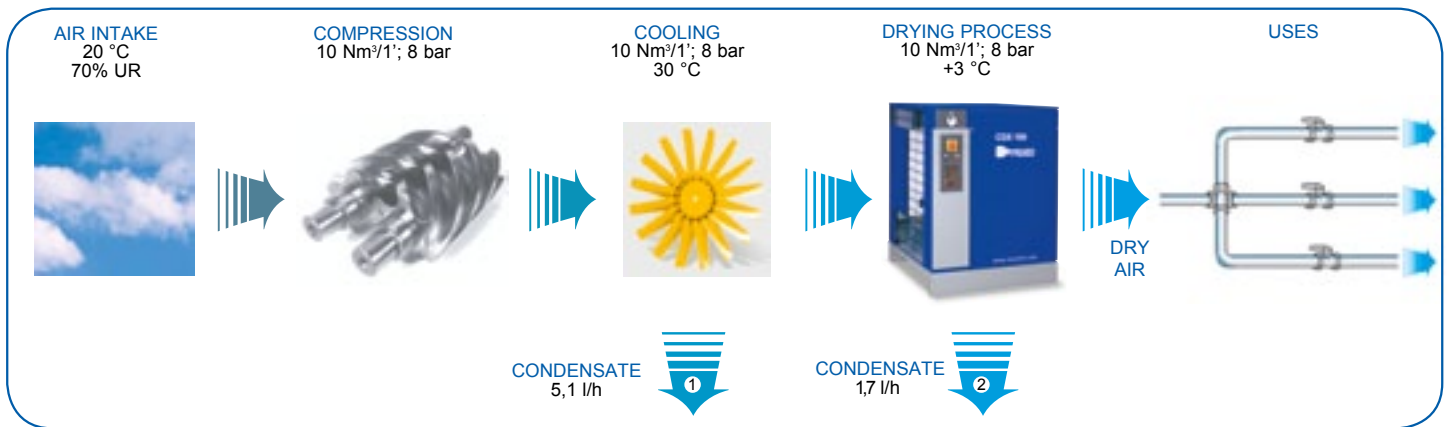 AIR INTAKE
20 °C
70% UR
COMPRESSION
10 Nm³/1'; 8 bar
COOLING
10 Nm³/1'; 8 bar
30 °C
DRYING PROCESS
10 Nm³/1'; 8 bar
+3 °C
USES
DRY
AIR
CONDENSATE
5,1 l/h
1
CONDENSATE
1,7 l/h
2